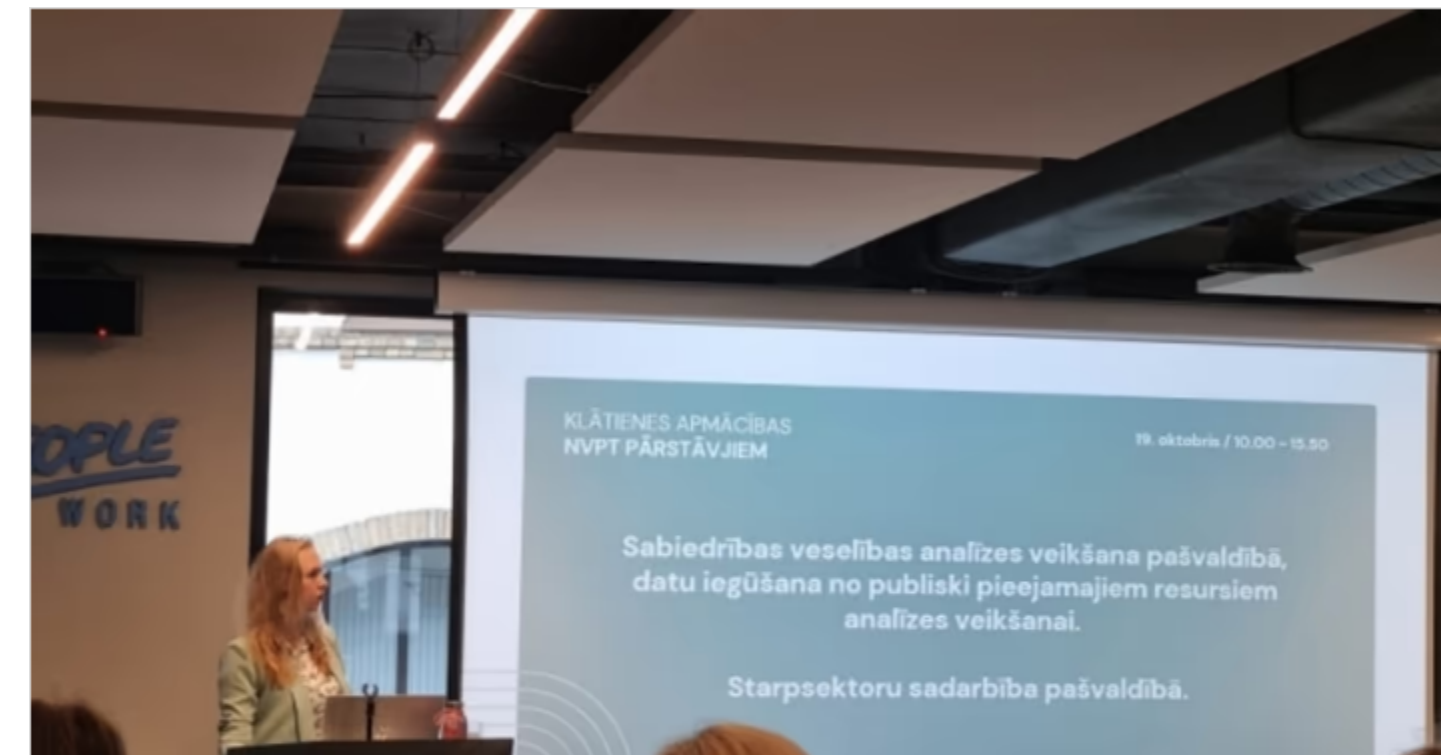 KLĀTIENES APMĀCĪBAS
NVPT PĀRSTĀVJIEM
19. oktobris / 10.00 - 15.50
Sabiedrības veselības analīzes veikšana pašvaldībā,
datu iegūšana no publiski pieejamajiem resursiem
analīzes veikšanai.
Starpsektoru sadarbība pašvaldībā.
OPLE
WORK